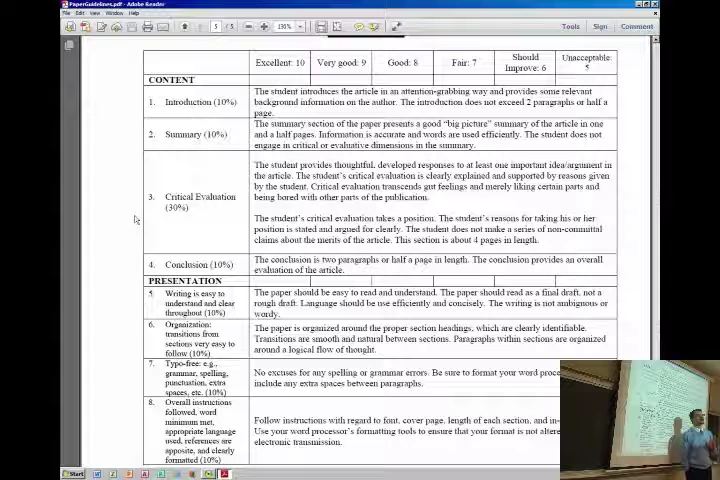 PaperGuidelines.pdf - Adobe Reader
File Edit View Window Help
5 / 5 130% Tools Sign Comment
Excellent: 10 Very good: 9 Good: 8 Fair: 7 Should Improve: 6 Unacceptable: 5
CONTENT
1. Introduction (10%)
The student introduces the article in an attention-grabbing way and provides some relevant
background information on the author. The introduction does not exceed 2 paragraphs or half a
page.
2. Summary (10%)
The summary section of the paper presents a good "big picture" summary of the article in one
and a half pages. Information is accurate and words are used efficiently. The student does not
engage in critical or evaluative dimensions in the summary.
3. Critical Evaluation
(30%)
The student provides thoughtful, developed responses to at least one important idea/argument in
the article. The student's critical evaluation is clearly explained and supported by reasons given
by the student. Critical evaluation transcends gut feelings and merely liking certain parts and
being bored with other parts of the publication.
The student's critical evaluation takes a position. The student's reasons for taking his or her
position is stated and argued for clearly. The student does not make a series of non-committal
claims about the merits of the article. This section is about 4 pages in length.
4. Conclusion (10%)
The conclusion is two paragraphs or half a page in length. The conclusion provides an overall
evaluation of the article.
PRESENTATION
5. Writing is easy to
understand and clear
throughout (10%)
The paper should be easy to read and understand. The paper should read as a final draft, not a
rough draft. Language should be use efficiently and concisely. The writing is not ambiguous or
wordy.
6. Organization:
transitions from
sections very easy to
follow (10%)
The paper is organized around the proper section headings, which are clearly identifiable.
Transitions are smooth and natural between sections. Paragraphs within sections are organized
around a logical flow of thought.
7. Typo-free: e.g.,
grammar, spelling,
punctuation, extra
spaces, etc. (10%)
No excuses for any spelling or grammar errors. Be sure to format your word proce
include any extra spaces between paragraphs.
8. Overall instructions
followed, word
minimum met,
appropriate language
used, references are
apposite, and clearly
formatted (10%)
Follow instructions with regard to font, cover page, length of each section, and in-
Use your word processor's formatting tools to ensure that your format is not altere
electronic transmission.
Start